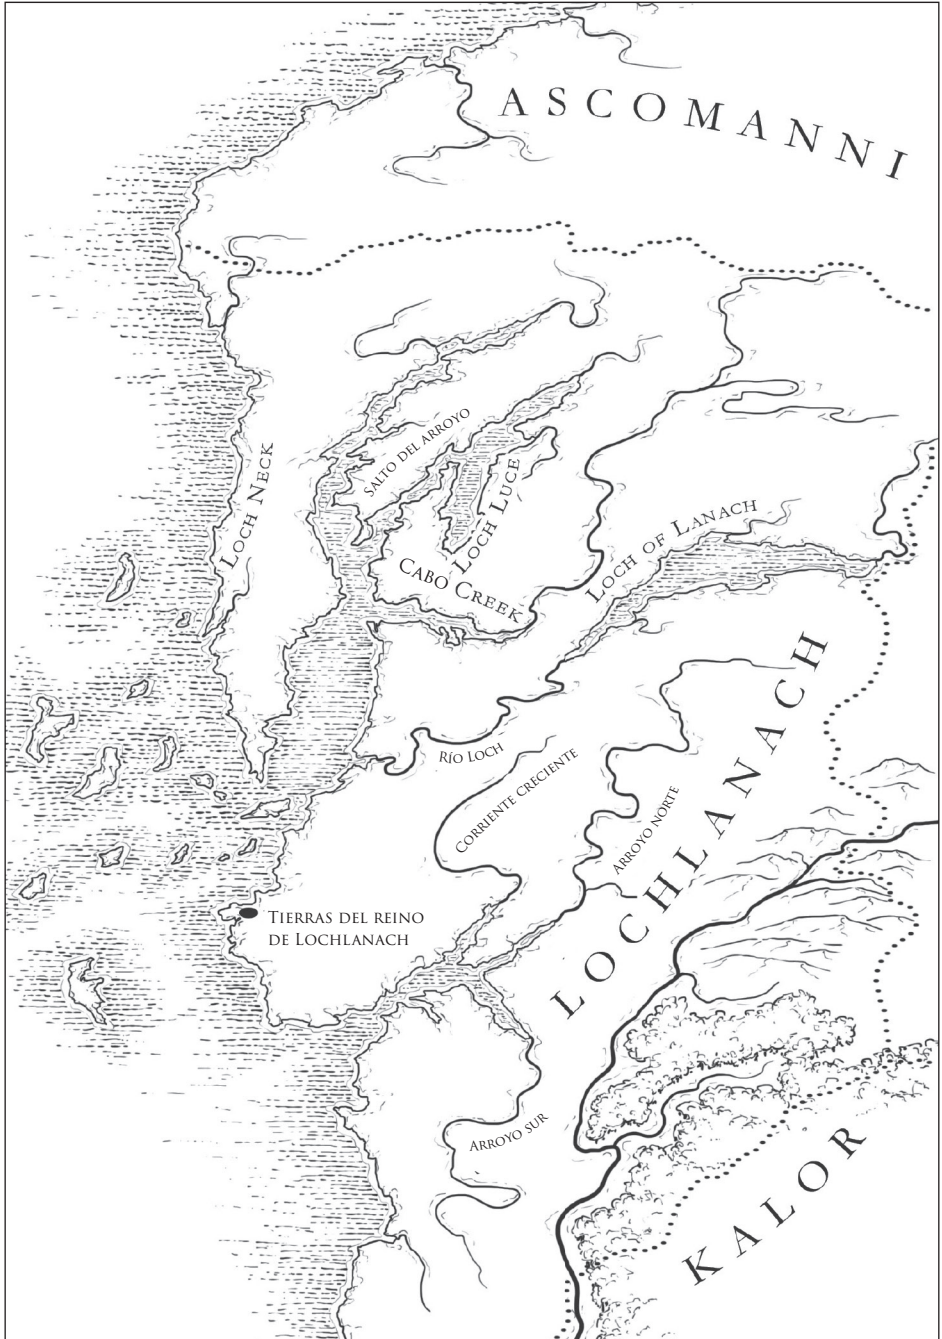 ASCOMANNI
SALTO DEL ARROYO
LOCH NECK
LOCH LUCE
LOCH OF LANACH
CABO CREEK
RÍO LOCH
CORRIENTE CRECIENTE
ARROYO NORTE
LOCHLANACH
TIERRAS DEL REINO
DE LOCHLANACH
ARROYO SUR
KALOR